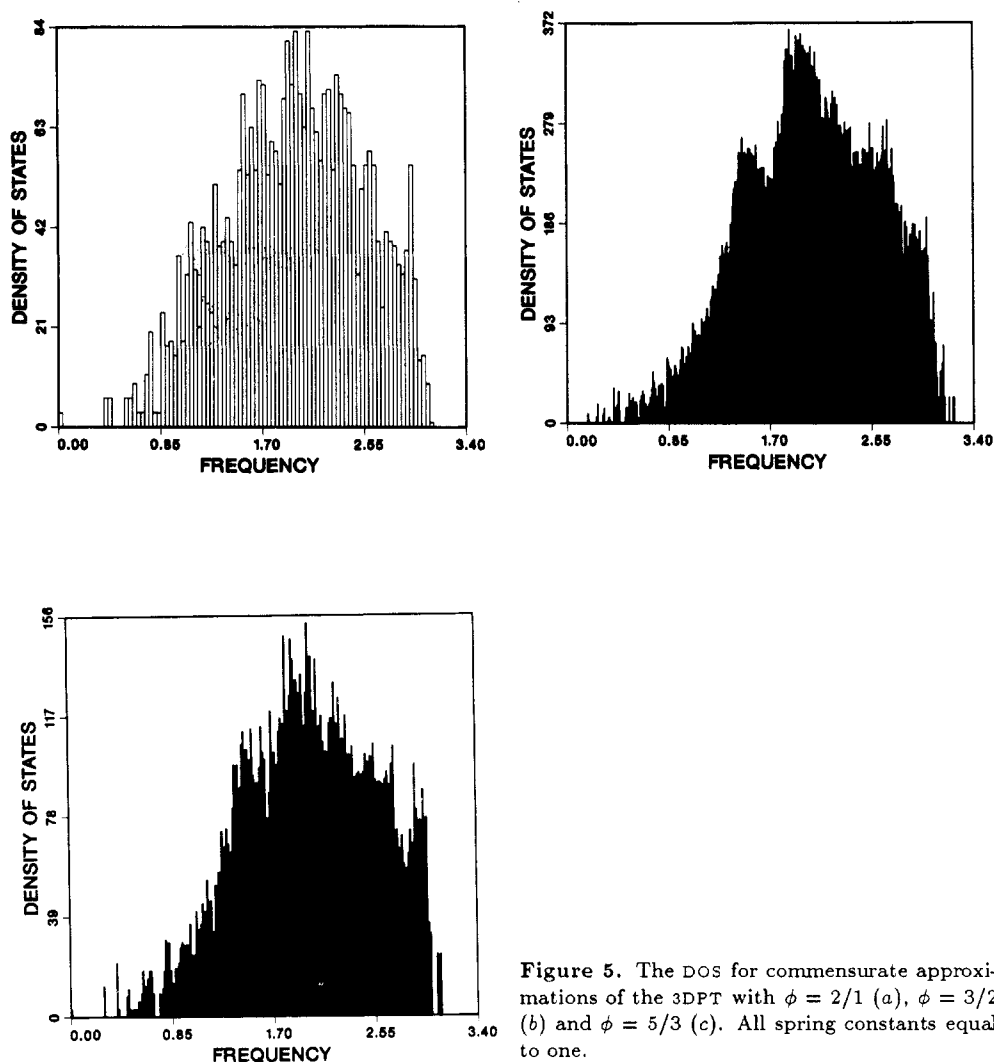 84
63
42
21
0
DENSITY OF STATES
0.00 0.85 1.70 2.55 3.40
FREQUENCY
372
279
186
93
0
DENSITY OF STATES
0.00 0.85 1.70 2.55 3.40
FREQUENCY
156
117
78
39
0
DENSITY OF STATES
0.00 0.85 1.70 2.55 3.40
FREQUENCY
Figure 5. The DOS for commensurate approxi-
mations of the 3DPT with ϕ = 2/1 (a), ϕ = 3/2
(b) and ϕ = 5/3 (c). All spring constants equal
to one.